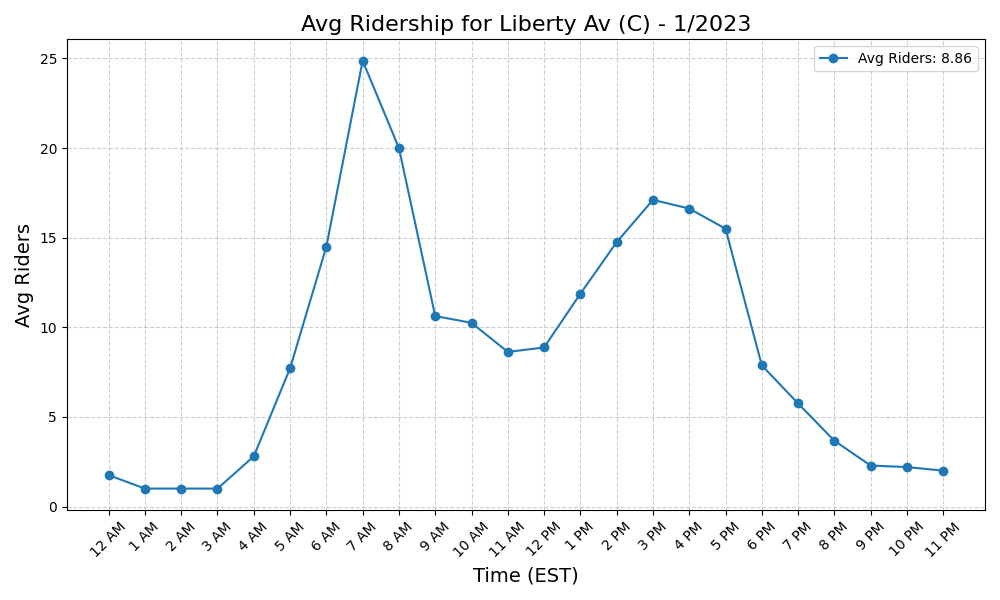 Avg Ridership for Liberty Av (C) - 1/2023
Avg Riders: 8.86
Avg Riders
25
20
15
10
5
0
12 AM
1 AM
2 AM
3 AM
4 AM
5 AM
6 AM
7 AM
8 AM
9 AM
10 AM
11 AM
12 PM
1 PM
2 PM
3 PM
4 PM
5 PM
6 PM
7 PM
8 PM
9 PM
10 PM
11 PM
Time (EST)